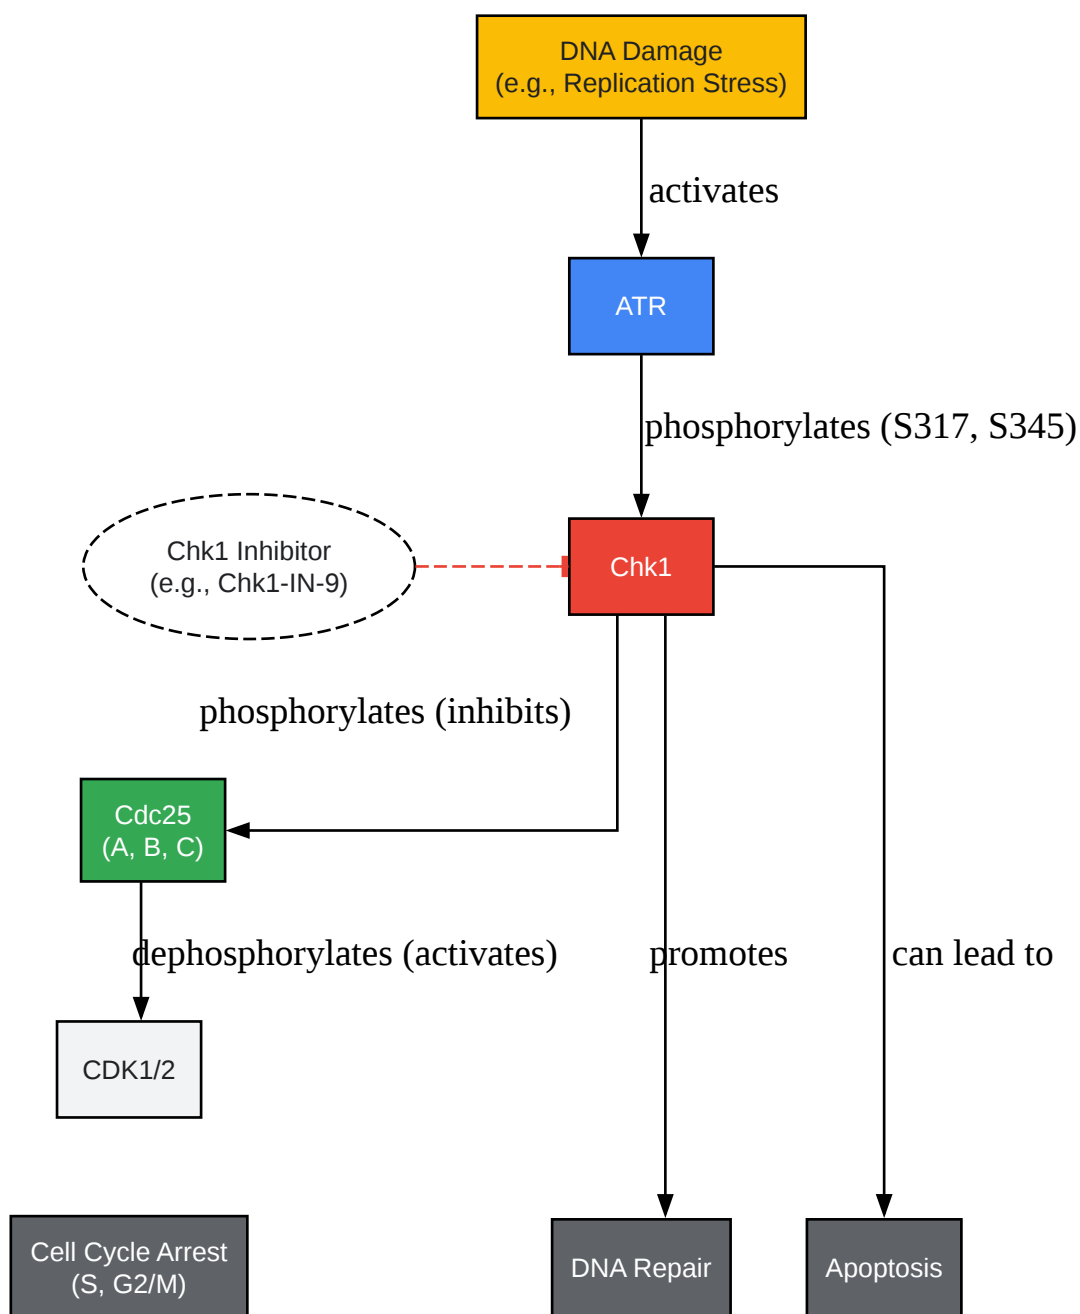 DNA Damage
(e.g., Replication Stress)
activates
ATR
phosphorylates (S317, S345)
Chk1 Inhibitor
(e.g., Chk1-IN-9)
Chk1
phosphorylates (inhibits)
Cdc25
(A, B, C)
dephosphorylates (activates)
promotes
can lead to
CDK1/2
Cell Cycle Arrest
(S, G2/M)
DNA Repair
Apoptosis